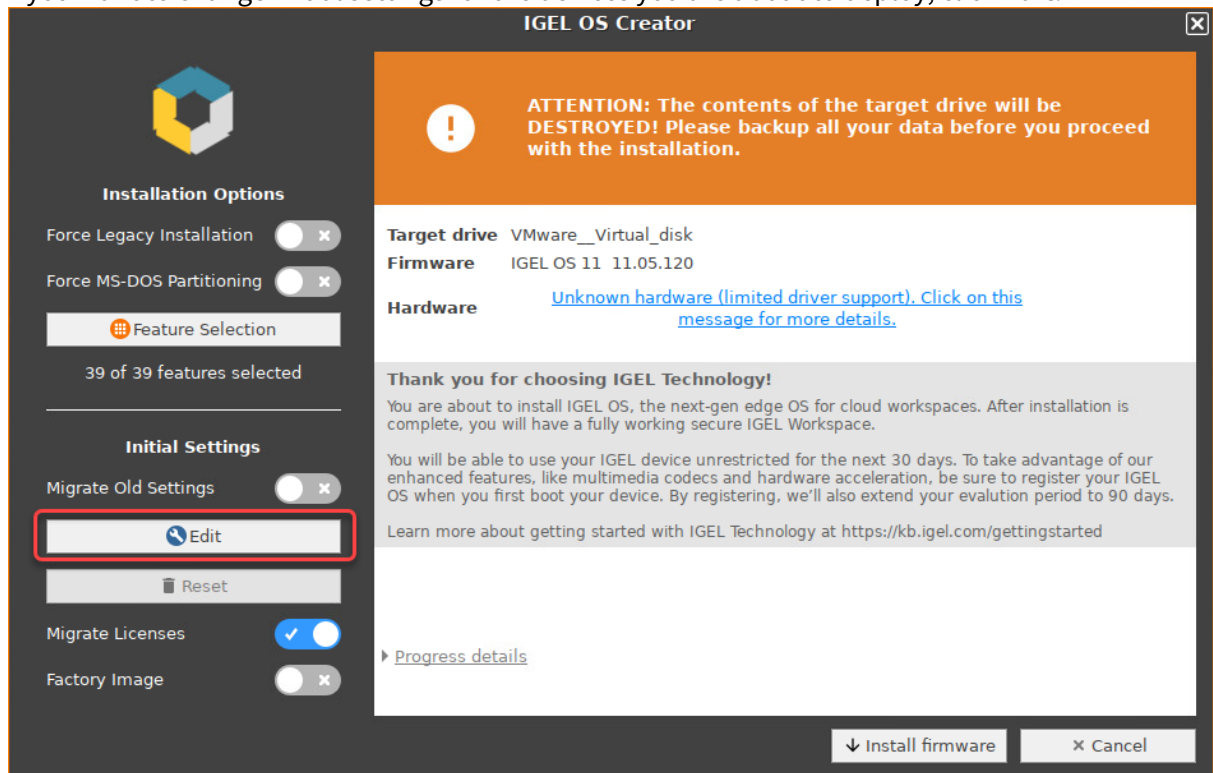 IGEL OS Creator
ATTENTION: The contents of the target drive will be
DESTROYED! Please backup all your data before you proceed
with the installation.
Installation Options
Force Legacy Installation
Force MS-DOS Partitioning
Feature Selection
39 of 39 features selected
Initial Settings
Migrate Old Settings
Edit
Reset
Migrate Licenses
Factory Image
Target drive VMware__Virtual_disk
Firmware IGEL OS 11 11.05.120
Hardware Unknown hardware (limited driver support). Click on this
message for more details.
Thank you for choosing IGEL Technology!
You are about to install IGEL OS, the next-gen edge OS for cloud workspaces. After installation is
complete, you will have a fully working secure IGEL Workspace.
You will be able to use your IGEL device unrestricted for the next 30 days. To take advantage of our
enhanced features, like multimedia codecs and hardware acceleration, be sure to register your IGEL
OS when you first boot your device. By registering, we'll also extend your evalution period to 90 days.
Learn more about getting started with IGEL Technology at https://kb.igel.com/gettingstarted
Progress details
Install firmware
Cancel